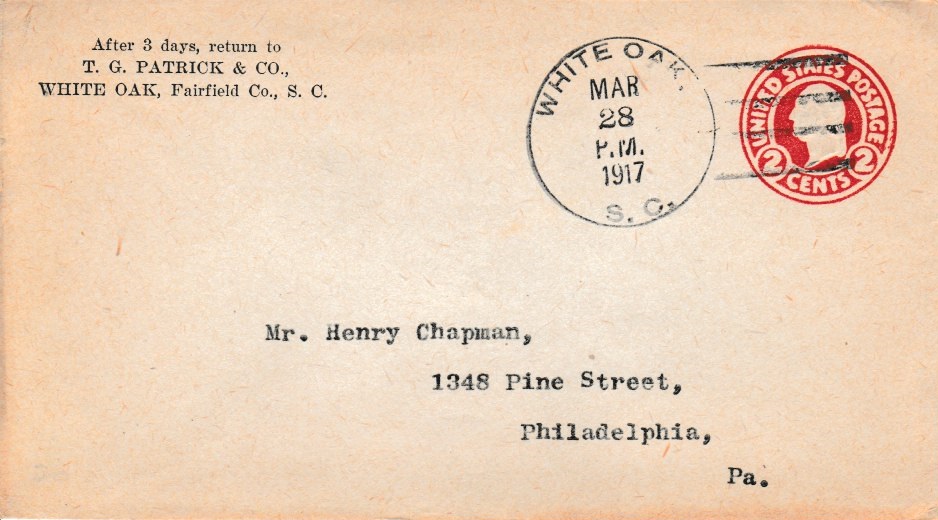 After 3 days, return to
T. G. PATRICK & CO.,
WHITE OAK, Fairfield Co., S. C.
WHITE OAK,
MAR
28
P.M.
1917
S. C.
UNITED STATES POSTAGE
2 CENTS 2
Mr. Henry Chapman,
1348 Pine Street,
Philadelphia,
Pa.